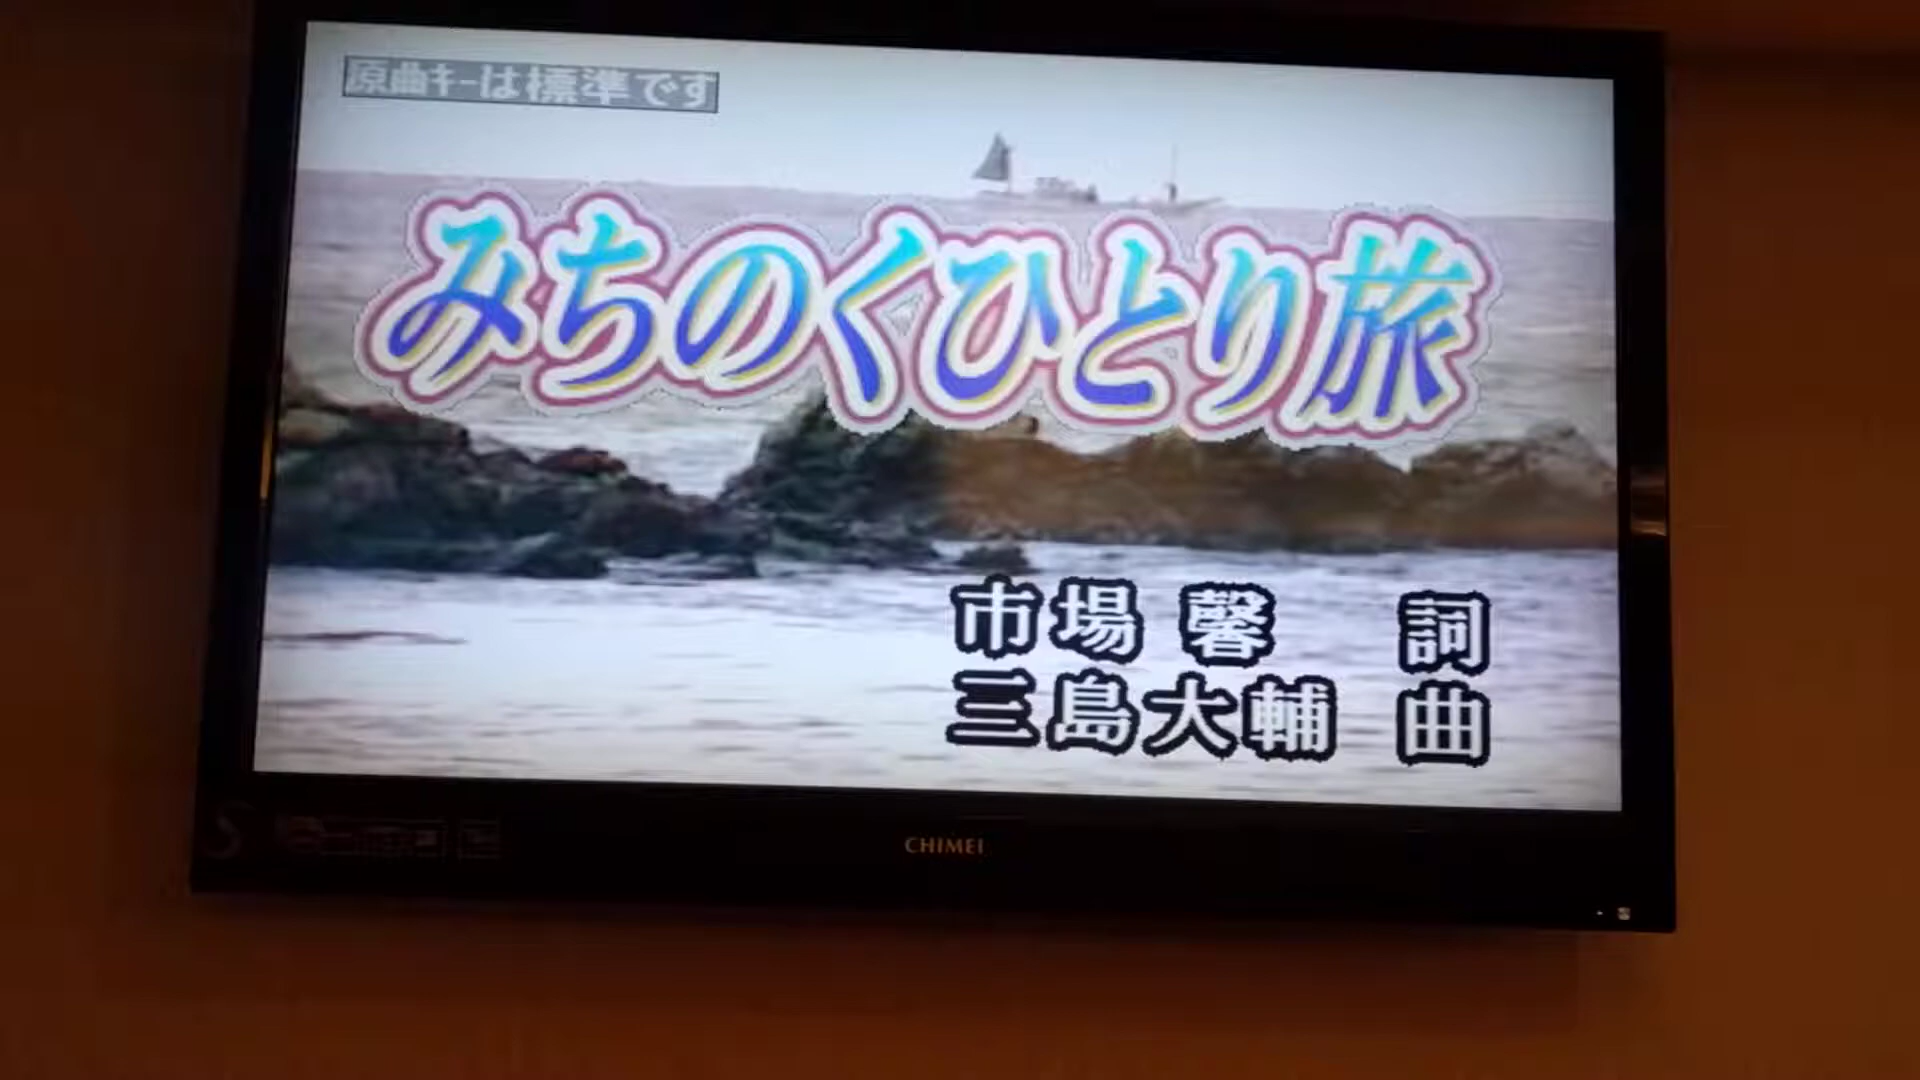 原曲ｷｰは標準です
みちのくひとり旅
市場 馨 詞
三島大輔 曲
CHIMEI